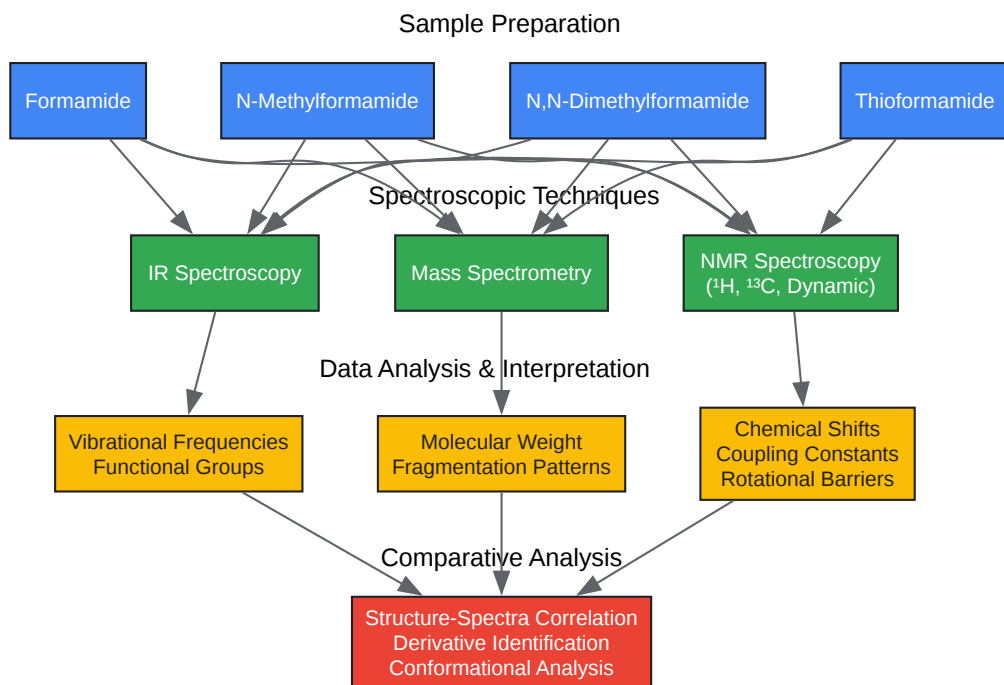 Sample Preparation
Formamide
N-Methylformamide
N,N-Dimethylformamide
Thioformamide
Spectroscopic Techniques
IR Spectroscopy
Mass Spectrometry
NMR Spectroscopy
(¹H, ¹³C, Dynamic)
Data Analysis & Interpretation
Vibrational Frequencies
Functional Groups
Molecular Weight
Fragmentation Patterns
Chemical Shifts
Coupling Constants
Rotational Barriers
Comparative Analysis
Structure-Spectra Correlation
Derivative Identification
Conformational Analysis